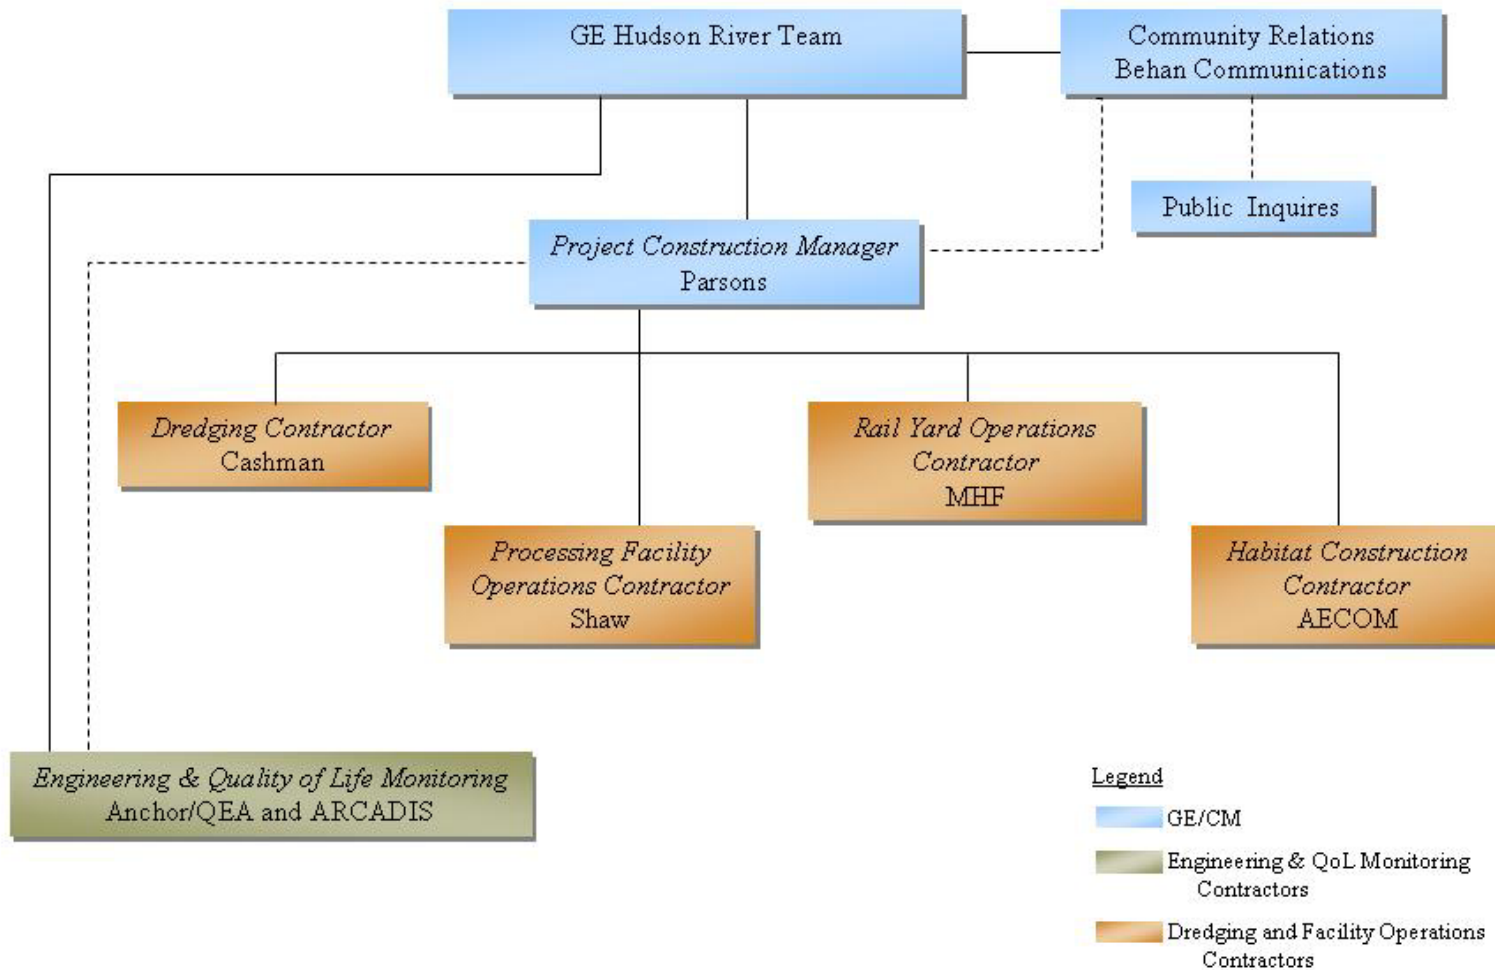 GE Hudson River Team
Community Relations
Behan Communications
Public Inquires
Project Construction Manager
Parsons
Dredging Contractor
Cashman
Rail Yard Operations
Contractor
MHF
Processing Facility
Operations Contractor
Shaw
Habitat Construction
Contractor
AECOM
Engineering & Quality of Life Monitoring
Anchor/QEA and ARCADIS
Legend
GE/CM
Engineering & QoL Monitoring
Contractors
Dredging and Facility Operations
Contractors